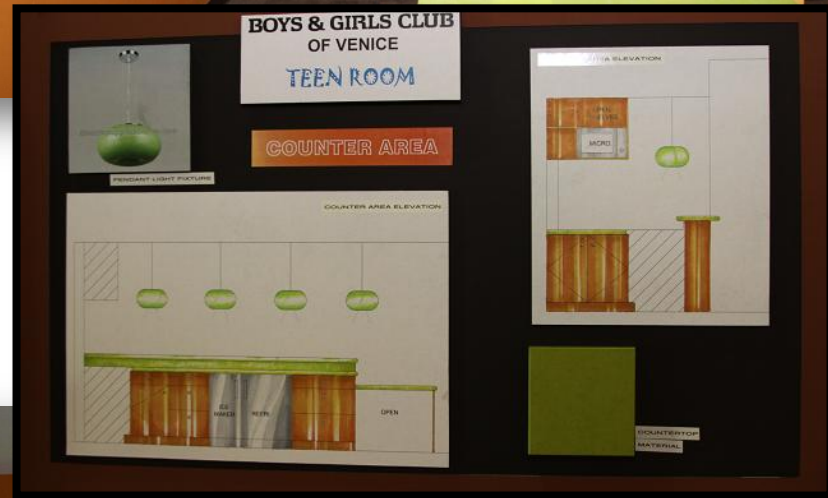 BOYS & GIRLS CLUB
OF VENICE
TEEN ROOM
COUNTER AREA
PENDANT LIGHT FIXTURE
COUNTER AREA ELEVATION
ICE
MAKER
REFRI
OPEN
ELEVATION
OPEN
MICRO
COUNTERTOP
MATERIAL